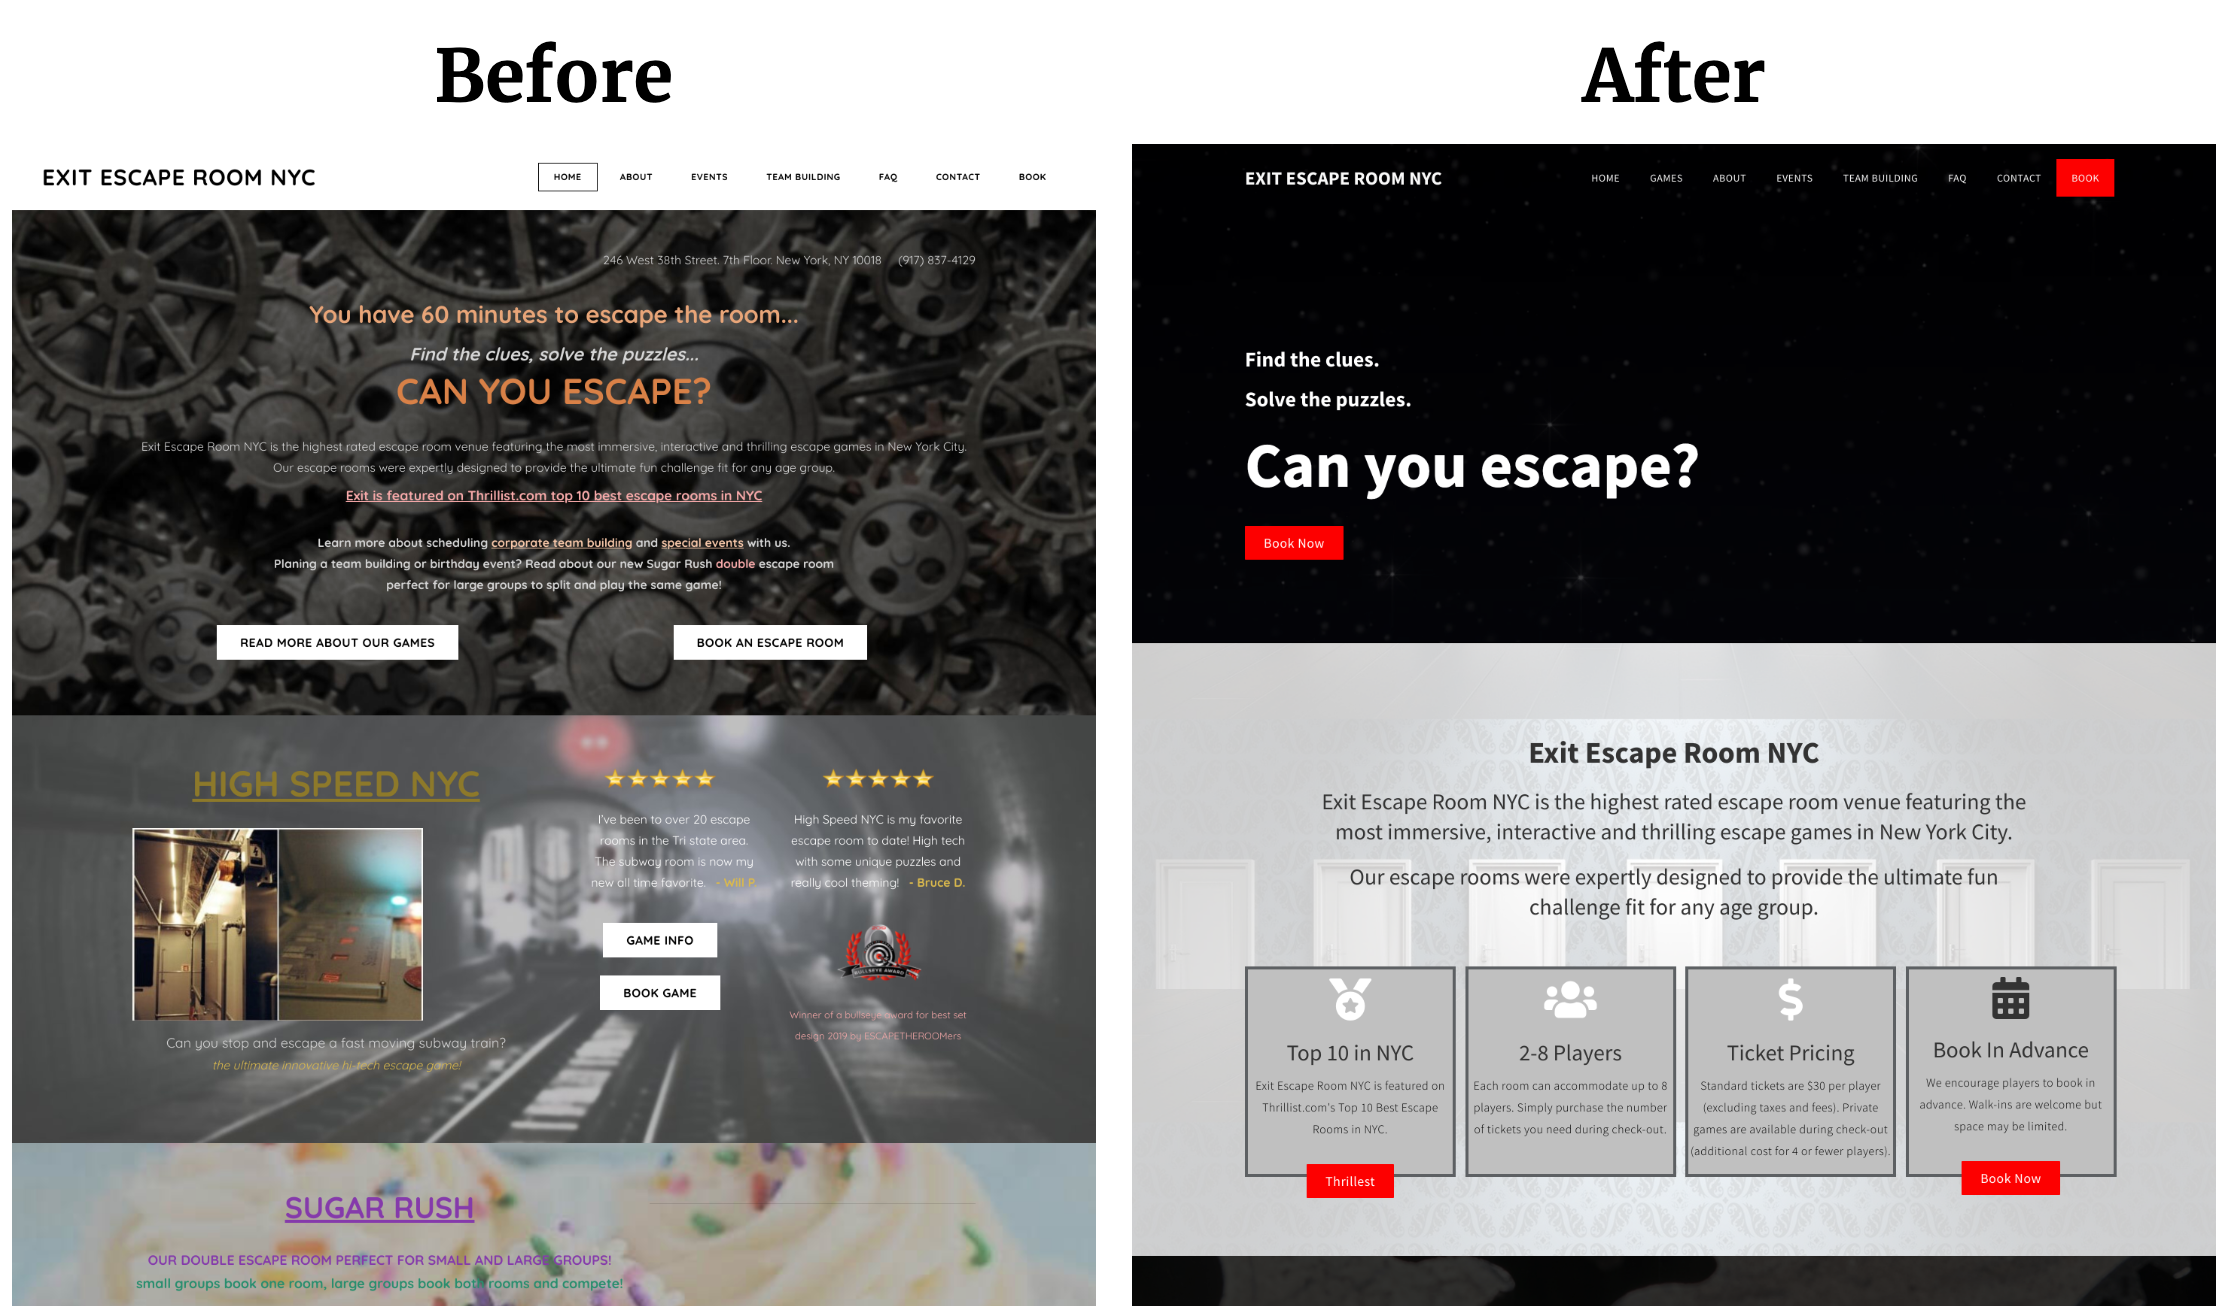 Before
EXIT ESCAPE ROOM NYC
HOME
ABOUT
EVENTS
TEAM BUILDING
FAQ
CONTACT
BOOK
246 West 38th Street. 7th Floor. New York, NY 10018 (917) 837-4129
You have 60 minutes to escape the room...
Find the clues, solve the puzzles...
CAN YOU ESCAPE?
Exit Escape Room NYC is the highest rated escape room venue featuring the most immersive, interactive and thrilling escape games in New York City.
Our escape rooms were expertly designed to provide the ultimate fun challenge fit for any age group.
Exit is featured on Thrillist.com top 10 best escape rooms in NYC
Learn more about scheduling corporate team building and special events with us.
Planing a team building or birthday event? Read about our new Sugar Rush double escape room
perfect for large groups to split and play the same game!
READ MORE ABOUT OUR GAMES
BOOK AN ESCAPE ROOM
HIGH SPEED NYC
Can you stop and escape a fast moving subway train?
the ultimate innovative hi-tech escape game!
I've been to over 20 escape
rooms in the Tri state area.
The subway room is now my
new all time favorite. - Will P.
GAME INFO
BOOK GAME
High Speed NYC is my favorite
escape room to date! High tech
with some unique puzzles and
really cool theming! - Bruce D.
BULLSEYE AWARD
Winner of a bullseye award for best set
design 2019 by ESCAPETHEROOMers
SUGAR RUSH
OUR DOUBLE ESCAPE ROOM PERFECT FOR SMALL AND LARGE GROUPS!
small groups book one room, large groups book both rooms and compete!
After
EXIT ESCAPE ROOM NYC
HOME
GAMES
ABOUT
EVENTS
TEAM BUILDING
FAQ
CONTACT
BOOK
Find the clues.
Solve the puzzles.
Can you escape?
Book Now
Exit Escape Room NYC
Exit Escape Room NYC is the highest rated escape room venue featuring the
most immersive, interactive and thrilling escape games in New York City.
Our escape rooms were expertly designed to provide the ultimate fun
challenge fit for any age group.
Top 10 in NYC
Exit Escape Room NYC is featured on
Thrillist.com's Top 10 Best Escape
Rooms in NYC.
Thrillest
2-8 Players
Each room can accommodate up to 8
players. Simply purchase the number
of tickets you need during check-out.
Ticket Pricing
Standard tickets are $30 per player
(excluding taxes and fees). Private
games are available during check-out
(additional cost for 4 or fewer players).
Book In Advance
We encourage players to book in
advance. Walk-ins are welcome but
space may be limited.
Book Now